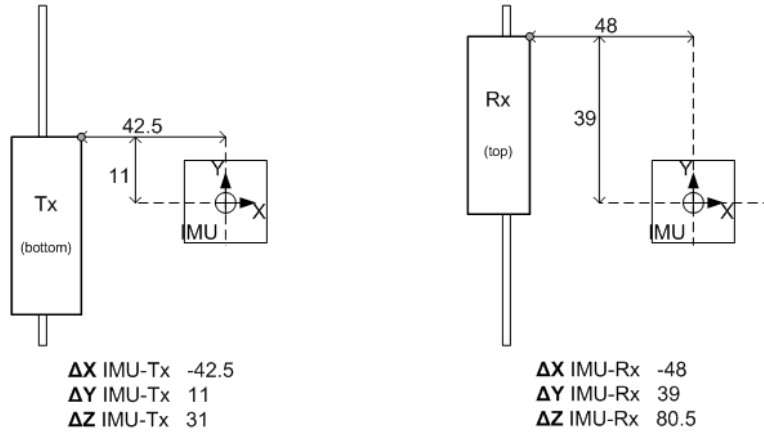 42.5
11
Y
X
IMU
Tx
(bottom)
ΔX IMU-Tx -42.5
ΔY IMU-Tx 11
ΔZ IMU-Tx 31
48
Rx
(top)
39
Y
X
IMU
ΔX IMU-Rx -48
ΔY IMU-Rx 39
ΔZ IMU-Rx 80.5